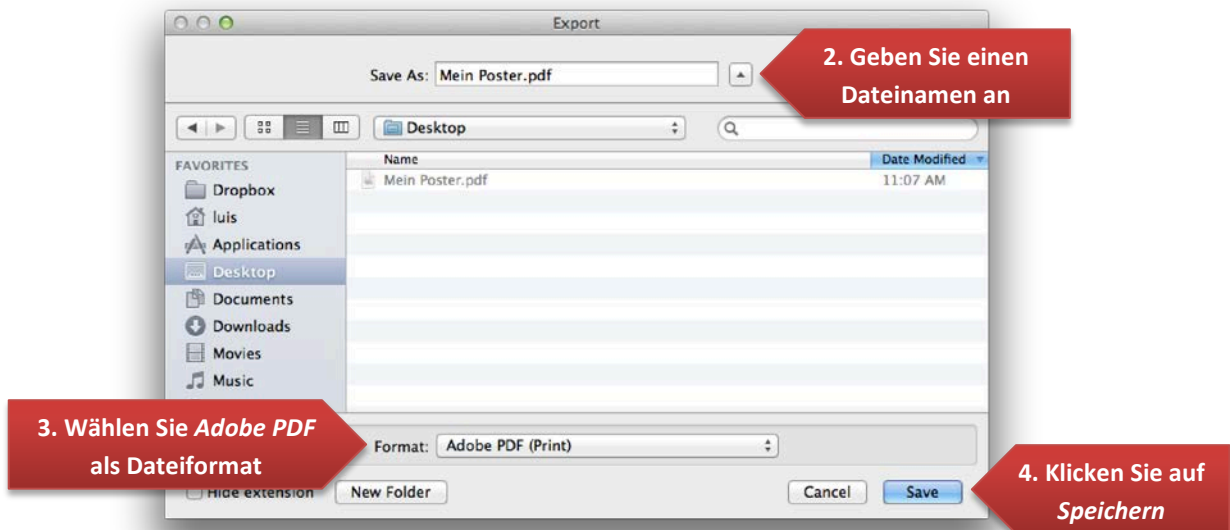 Export
2. Geben Sie einen
Dateinamen an
Save As: Mein Poster.pdf
Desktop
FAVORITES
Name
Date Modified
Dropbox
Mein Poster.pdf
11:07 AM
luis
Applications
Desktop
Documents
Downloads
Movies
Music
3. Wählen Sie Adobe PDF
als Dateiformat
Format: Adobe PDF (Print)
Hide extension
New Folder
Cancel
Save
4. Klicken Sie auf
Speichern